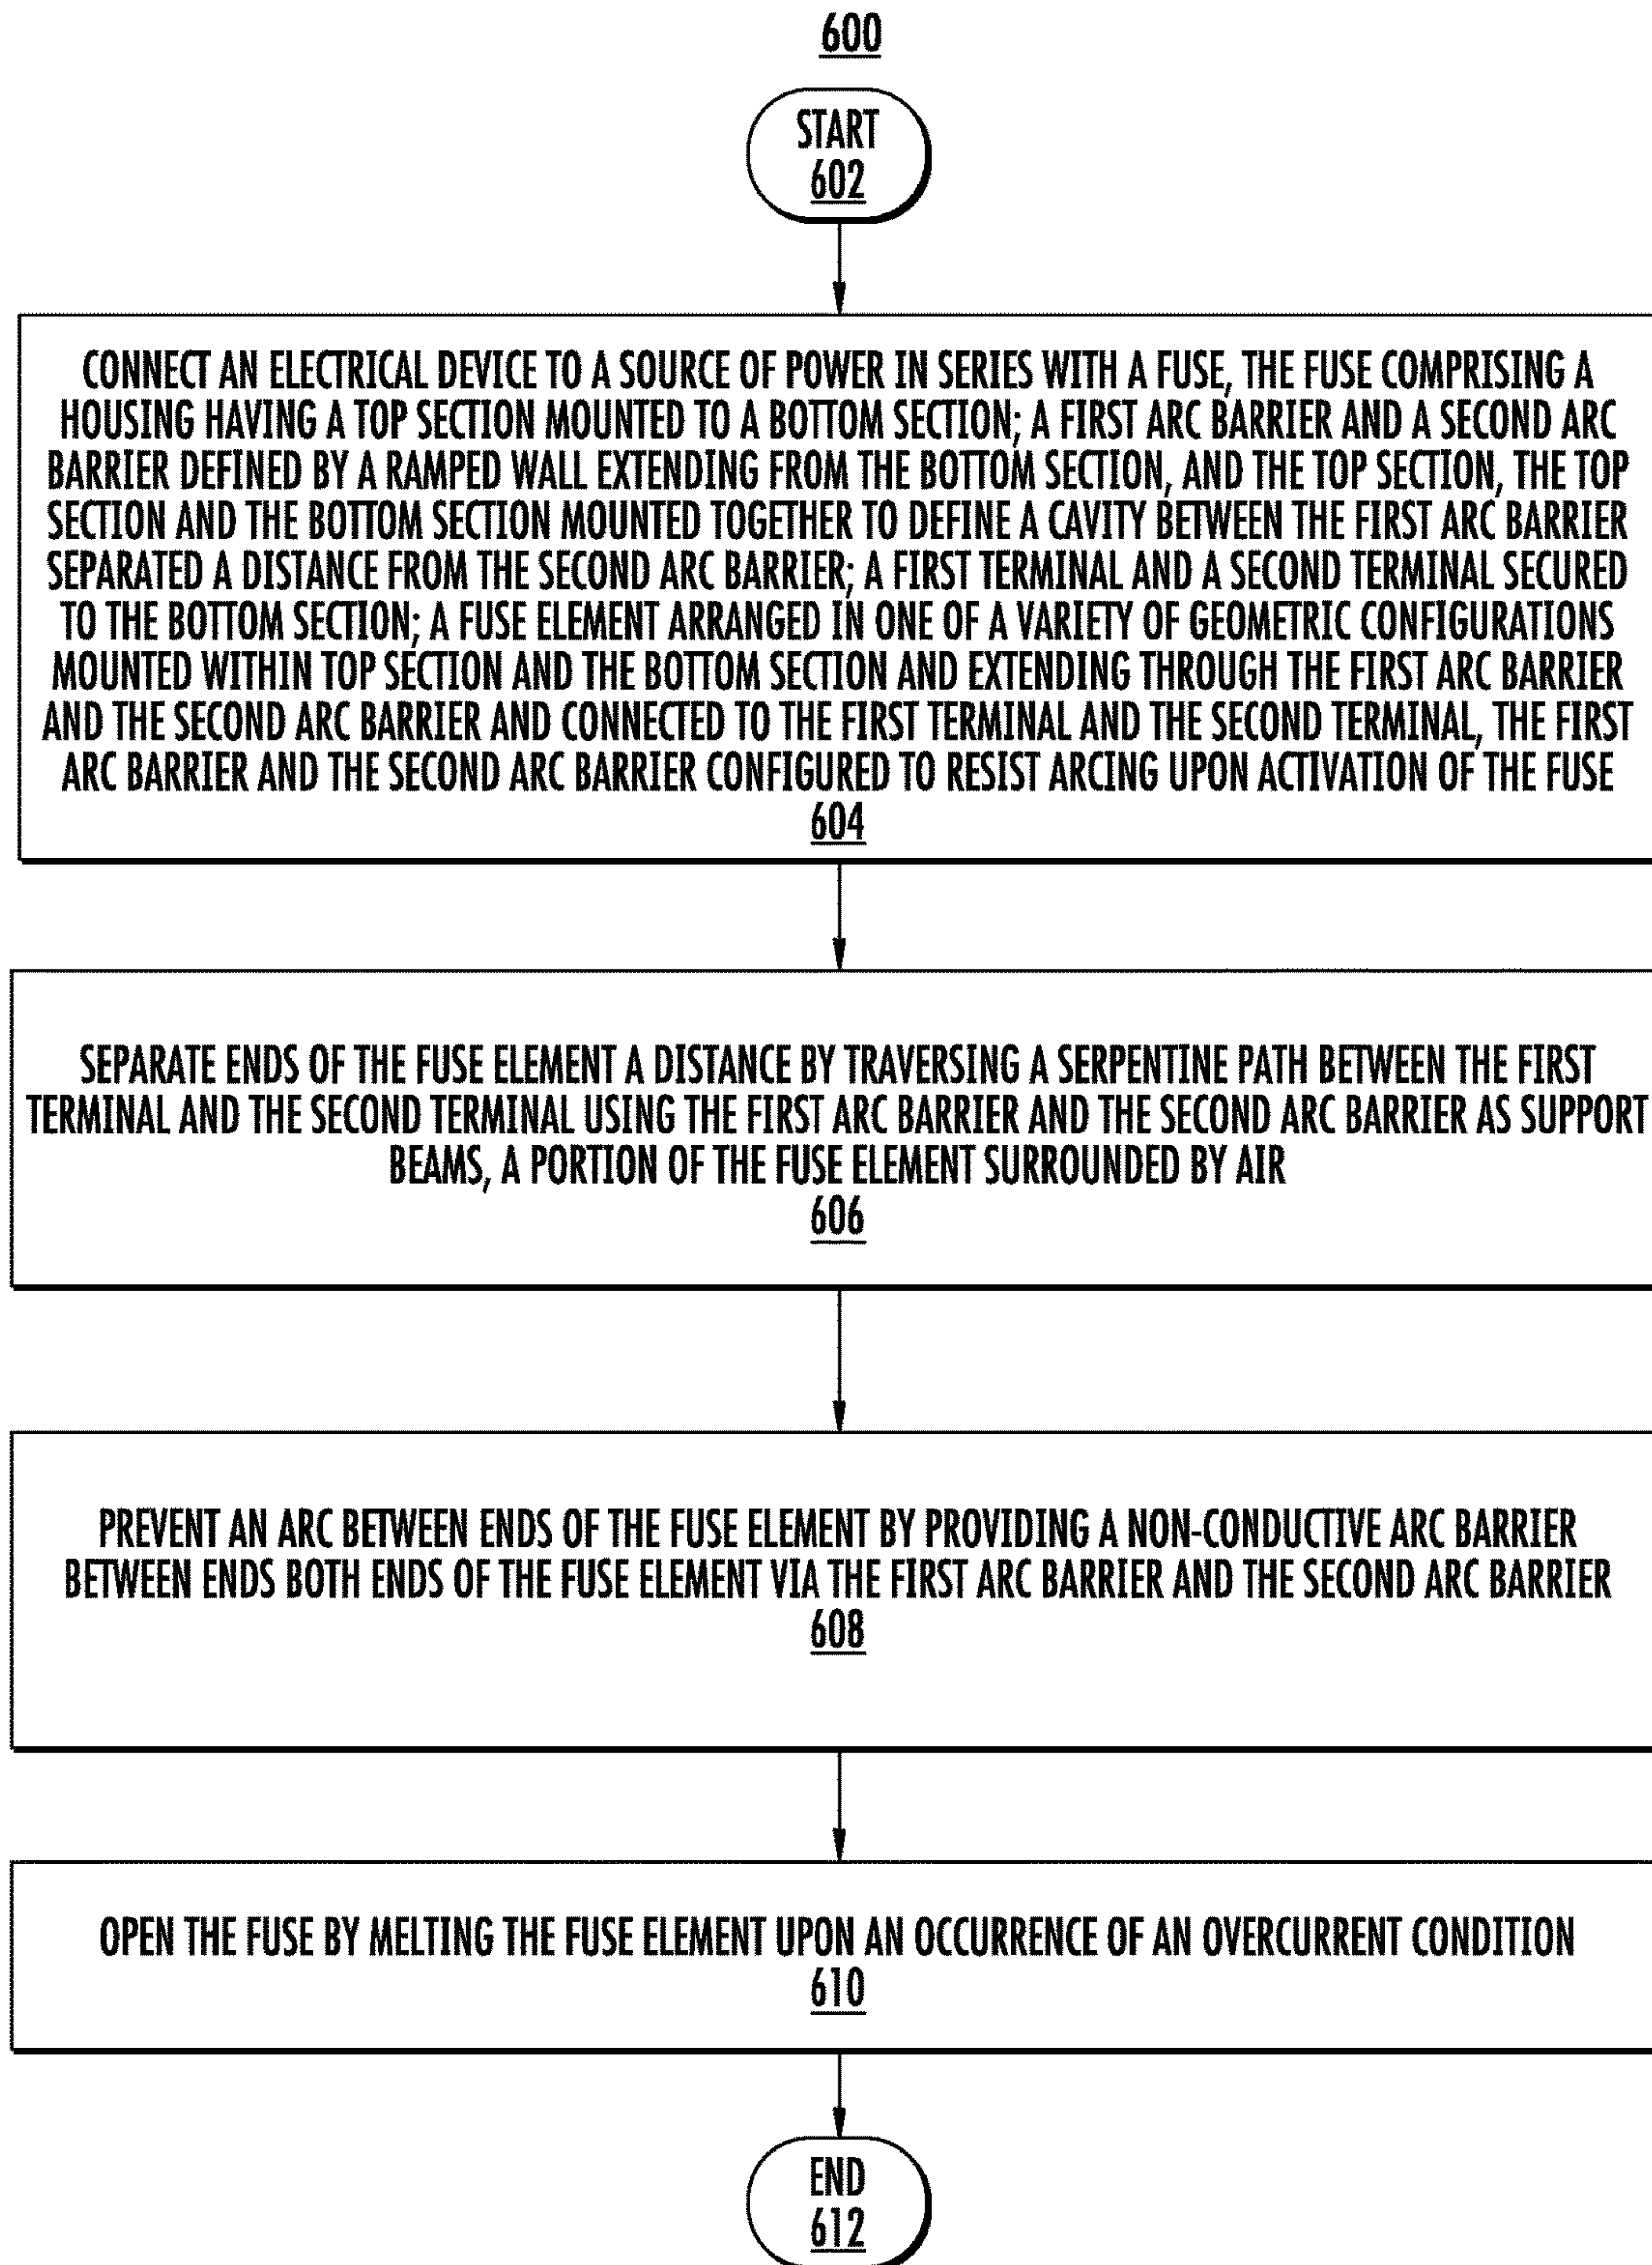 600
START
602
CONNECT AN ELECTRICAL DEVICE TO A SOURCE OF POWER IN SERIES WITH A FUSE, THE FUSE COMPRISING A
HOUSING HAVING A TOP SECTION MOUNTED TO A BOTTOM SECTION; A FIRST ARC BARRIER AND A SECOND ARC
BARRIER DEFINED BY A RAMPED WALL EXTENDING FROM THE BOTTOM SECTION, AND THE TOP SECTION, THE TOP
SECTION AND THE BOTTOM SECTION MOUNTED TOGETHER TO DEFINE A CAVITY BETWEEN THE FIRST ARC BARRIER
SEPARATED A DISTANCE FROM THE SECOND ARC BARRIER; A FIRST TERMINAL AND A SECOND TERMINAL SECURED
TO THE BOTTOM SECTION; A FUSE ELEMENT ARRANGED IN ONE OF A VARIETY OF GEOMETRIC CONFIGURATIONS
MOUNTED WITHIN TOP SECTION AND THE BOTTOM SECTION AND EXTENDING THROUGH THE FIRST ARC BARRIER
AND THE SECOND ARC BARRIER AND CONNECTED TO THE FIRST TERMINAL AND THE SECOND TERMINAL, THE FIRST
ARC BARRIER AND THE SECOND ARC BARRIER CONFIGURED TO RESIST ARCING UPON ACTIVATION OF THE FUSE
604
SEPARATE ENDS OF THE FUSE ELEMENT A DISTANCE BY TRAVERSING A SERPENTINE PATH BETWEEN THE FIRST
TERMINAL AND THE SECOND TERMINAL USING THE FIRST ARC BARRIER AND THE SECOND ARC BARRIER AS SUPPORT
BEAMS, A PORTION OF THE FUSE ELEMENT SURROUNDED BY AIR
606
PREVENT AN ARC BETWEEN ENDS OF THE FUSE ELEMENT BY PROVIDING A NON-CONDUCTIVE ARC BARRIER
BETWEEN ENDS BOTH ENDS OF THE FUSE ELEMENT VIA THE FIRST ARC BARRIER AND THE SECOND ARC BARRIER
608
OPEN THE FUSE BY MELTING THE FUSE ELEMENT UPON AN OCCURRENCE OF AN OVERCURRENT CONDITION
610
END
612